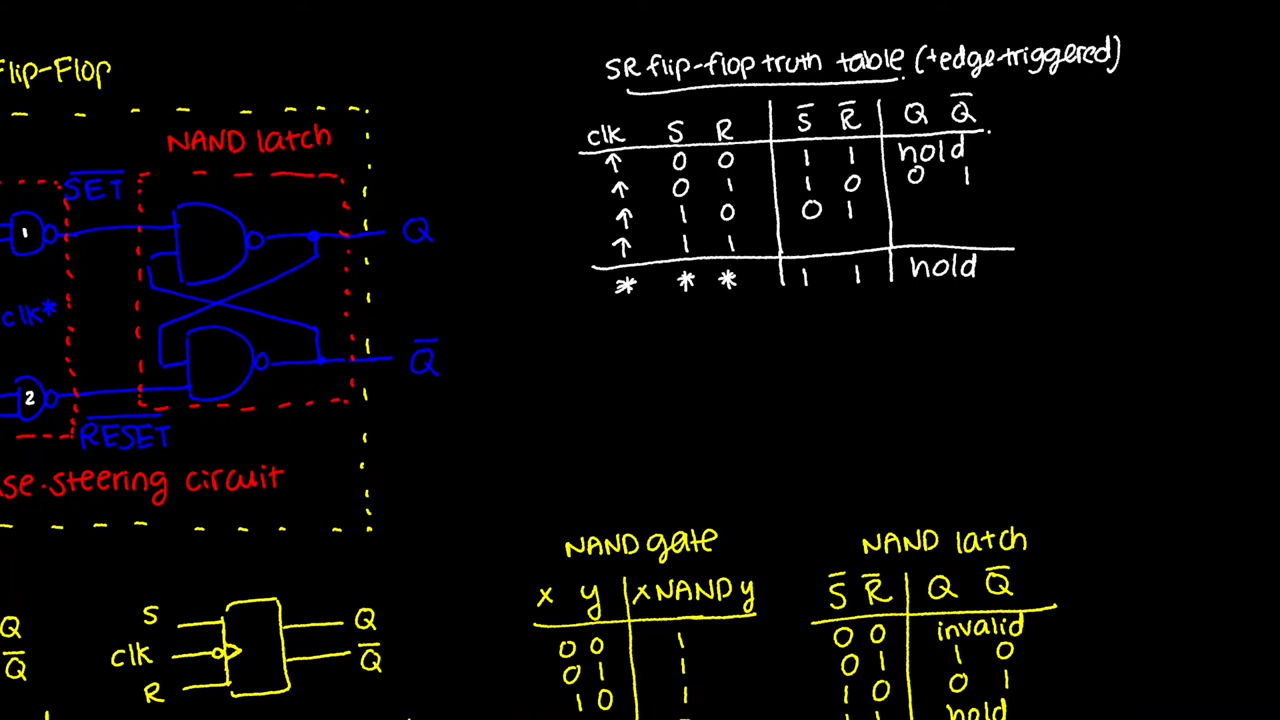 Flip-Flop
NAND latch
SET
1
Q
clk*
2
Q̅
RESET
se-steering circuit
SR flip-flop truth table (+edge-triggered)
clk S R S̅ R̅ Q Q̅
↑ 0 0 1 1 hold
↑ 0 1 1 0 0 1
↑ 1 0 0 1
↑ 1 1
* * * 1 1 hold
Q
Q̅
S
clk
R
Q
Q̅
NAND gate
x y x NAND y
0 0 1
0 1 1
1 0 1
NAND latch
S̅ R̅ Q Q̅
0 0 invalid
0 1 1 0
1 0 0 1
hold